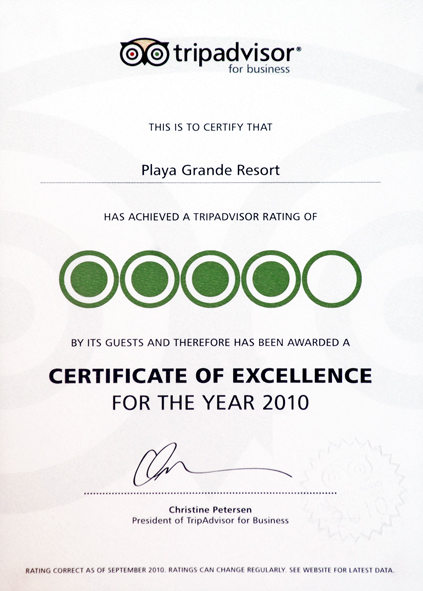 tripadvisor®
for business
THIS IS TO CERTIFY THAT
Playa Grande Resort
HAS ACHIEVED A TRIPADVISOR RATING OF
BY ITS GUESTS AND THEREFORE HAS BEEN AWARDED A
CERTIFICATE OF EXCELLENCE
FOR THE YEAR 2010
Christine Petersen
President of TripAdvisor for Business
RATING CORRECT AS OF SEPTEMBER 2010. RATINGS CAN CHANGE REGULARLY. SEE WEBSITE FOR LATEST DATA.